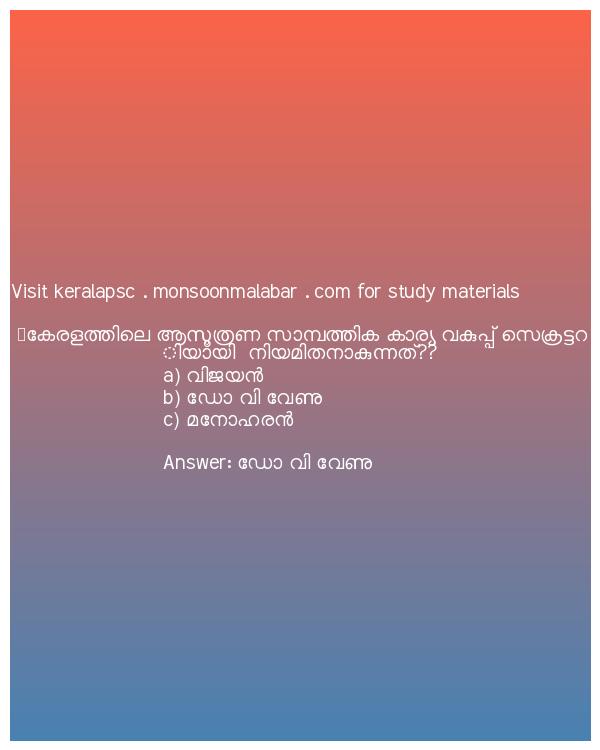 Visit keralapsc . monsoonmalabar . com for study materials
കേരളത്തിലെ ആസൂത്രണ സാമ്പത്തിക കാര്യ വകുപ്പ് സെക്രട്ടറ
ിയായി നിയമിതനാകുന്നത്??
a) വിജയൻ
b) ഡോ വി വേണു
c) മനോഹരൻ
Answer: ഡോ വി വേണു